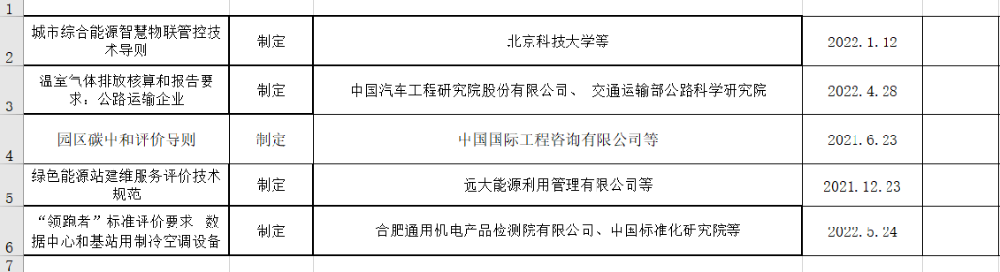 1
城市综合能源智慧物联管控技
术导则
制定
北京科技大学等
2022.1.12
2
温室气体排放核算和报告要
求：公路运输企业
制定
中国汽车工程研究院股份有限公司、 交通运输部公路科学研究院
2022.4.28
3
园区碳中和评价导则
制定
中国国际工程咨询有限公司等
2021.6.23
4
绿色能源站建维服务评价技术
规范
制定
远大能源利用管理有限公司等
2021.12.23
5
“领跑者”标准评价要求 数
据中心和基站用制冷空调设备
制定
合肥通用机电产品检测院有限公司、中国标准化研究院等
2022.5.24
6
7